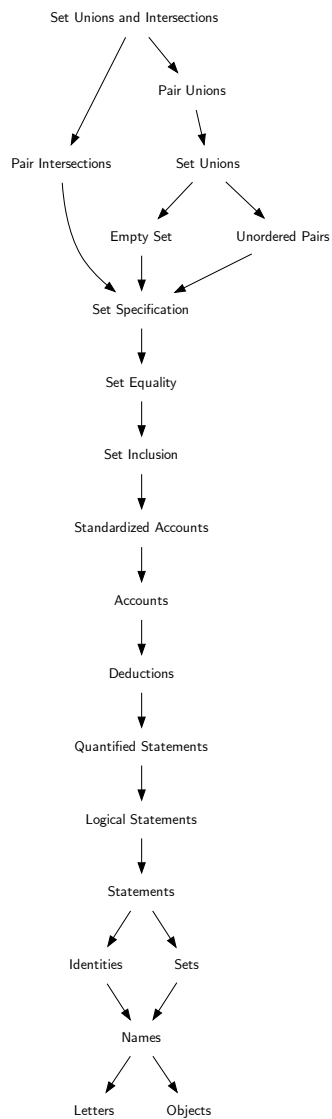 Set Unions and Intersections
Pair Unions
Pair Intersections
Set Unions
Empty Set
Unordered Pairs
Set Specification
Set Equality
Set Inclusion
Standardized Accounts
Accounts
Deductions
Quantified Statements
Logical Statements
Statements
Identities
Sets
Names
Letters
Objects